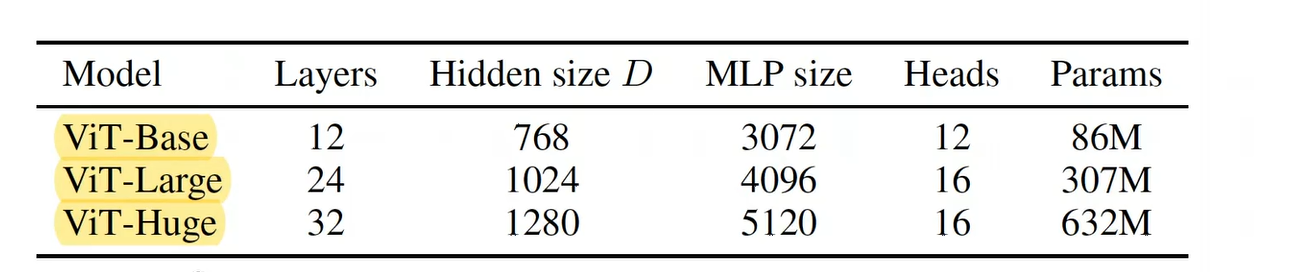 Model Layers Hidden size D MLP size Heads Params
ViT-Base 12 768 3072 12 86M
ViT-Large 24 1024 4096 16 307M
ViT-Huge 32 1280 5120 16 632M